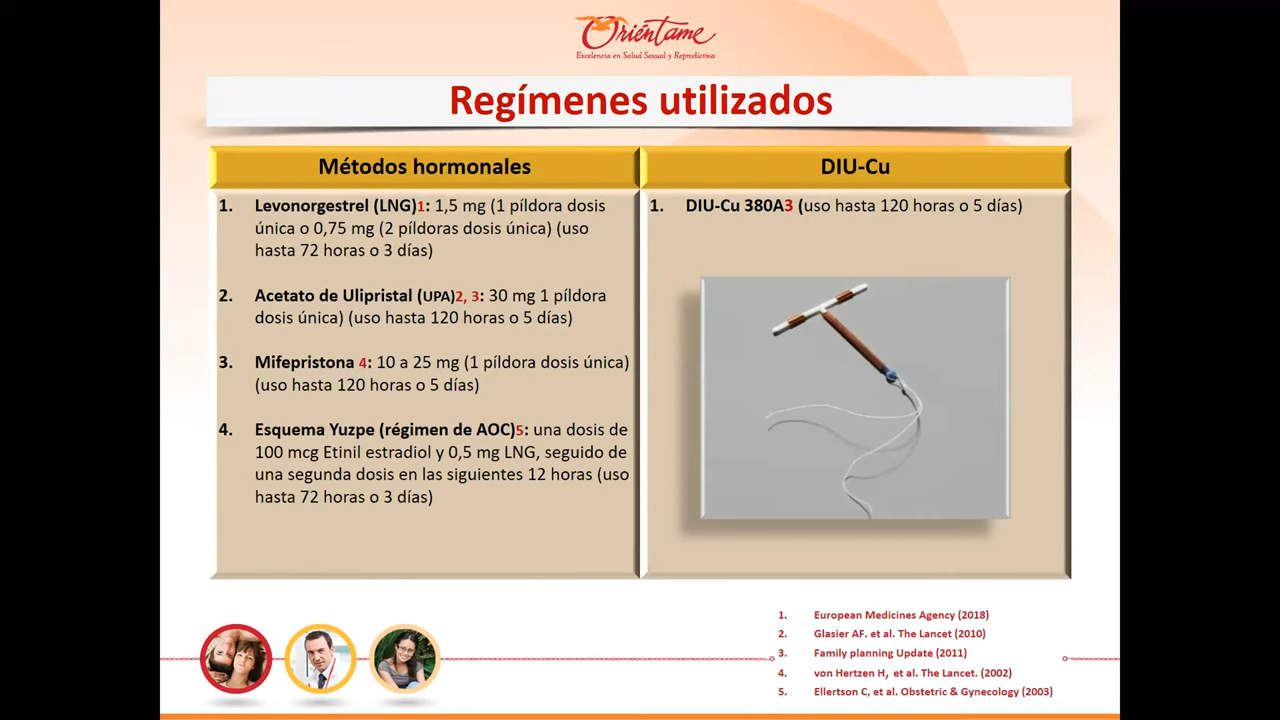 Oriéntame
Excelencia en Salud Sexual y Reproductiva
Regímenes utilizados
Métodos hormonales
1. Levonorgestrel (LNG)1: 1,5 mg (1 píldora dosis
única o 0,75 mg (2 píldoras dosis única) (uso
hasta 72 horas o 3 días)
2. Acetato de Ulipristal (UPA)2, 3: 30 mg 1 píldora
dosis única) (uso hasta 120 horas o 5 días)
3. Mifepristona 4: 10 a 25 mg (1 píldora dosis única)
(uso hasta 120 horas o 5 días)
4. Esquema Yuzpe (régimen de AOC)5: una dosis de
100 mcg Etinil estradiol y 0,5 mg LNG, seguido de
una segunda dosis en las siguientes 12 horas (uso
hasta 72 horas o 3 días)
DIU-Cu
1. DIU-Cu 380A3 (uso hasta 120 horas o 5 días)
1. European Medicines Agency (2018)
2. Glasier AF. et al. The Lancet (2010)
3. Family planning Update (2011)
4. von Hertzen H, et al. The Lancet. (2002)
5. Ellertson C, et al. Obstetric & Gynecology (2003)